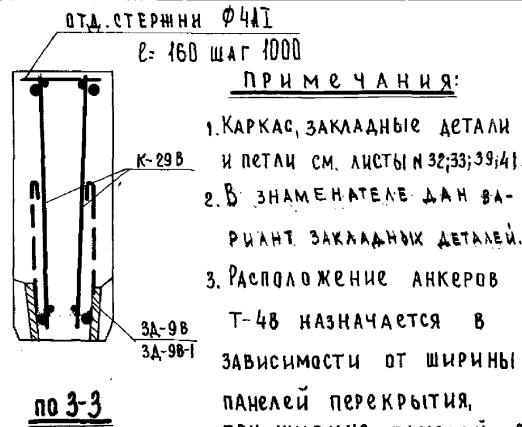 ОТД. СТЕРЖНИ Ф4АI
ℓ= 160 ШАГ 1000
ПРИМЕЧАНИЯ:
1. КАРКАС, ЗАКЛАДНЫЕ ДЕТАЛИ
И ПЕТЛИ СМ. ЛИСТЫ N 32;33;39;41.
2. В ЗНАМЕНАТЕЛЕ ДАН ВА-
РИАНТ ЗАКЛАДНЫХ ДЕТАЛЕЙ.
3. РАСПОЛОЖЕНИЕ АНКЕРОВ
Т-48 НАЗНАЧАЕТСЯ В
ЗАВИСИМОСТИ ОТ ШИРИНЫ
ПАНЕЛЕЙ ПЕРЕКРЫТИЯ,
К-29В
ЗД-9В
ЗД-9В-1
ПО 3-3